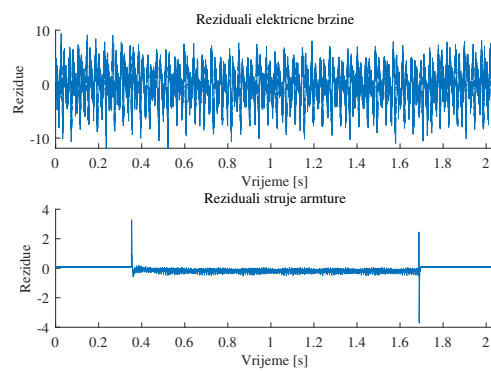 Reziduali elektricne brzine
10
0
-10
Rezidue
0 0.2 0.4 0.6 0.8 1 1.2 1.4 1.6 1.8 2
Vrijeme [s]
Reziduali struje armture
4
2
0
-2
-4
Rezidue
0 0.2 0.4 0.6 0.8 1 1.2 1.4 1.6 1.8 2
Vrijeme [s]